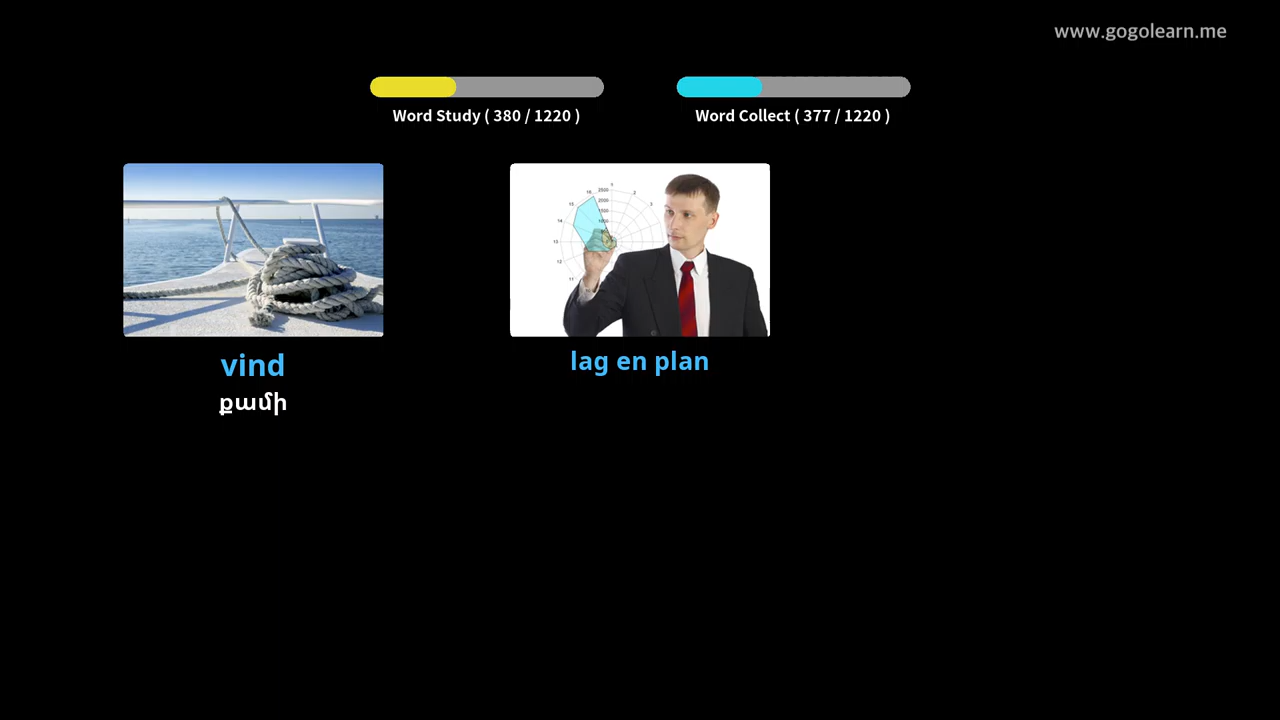 www.gogolearn.me
Word Study ( 380 / 1220 )
Word Collect ( 377 / 1220 )
vind
քամի
lag en plan